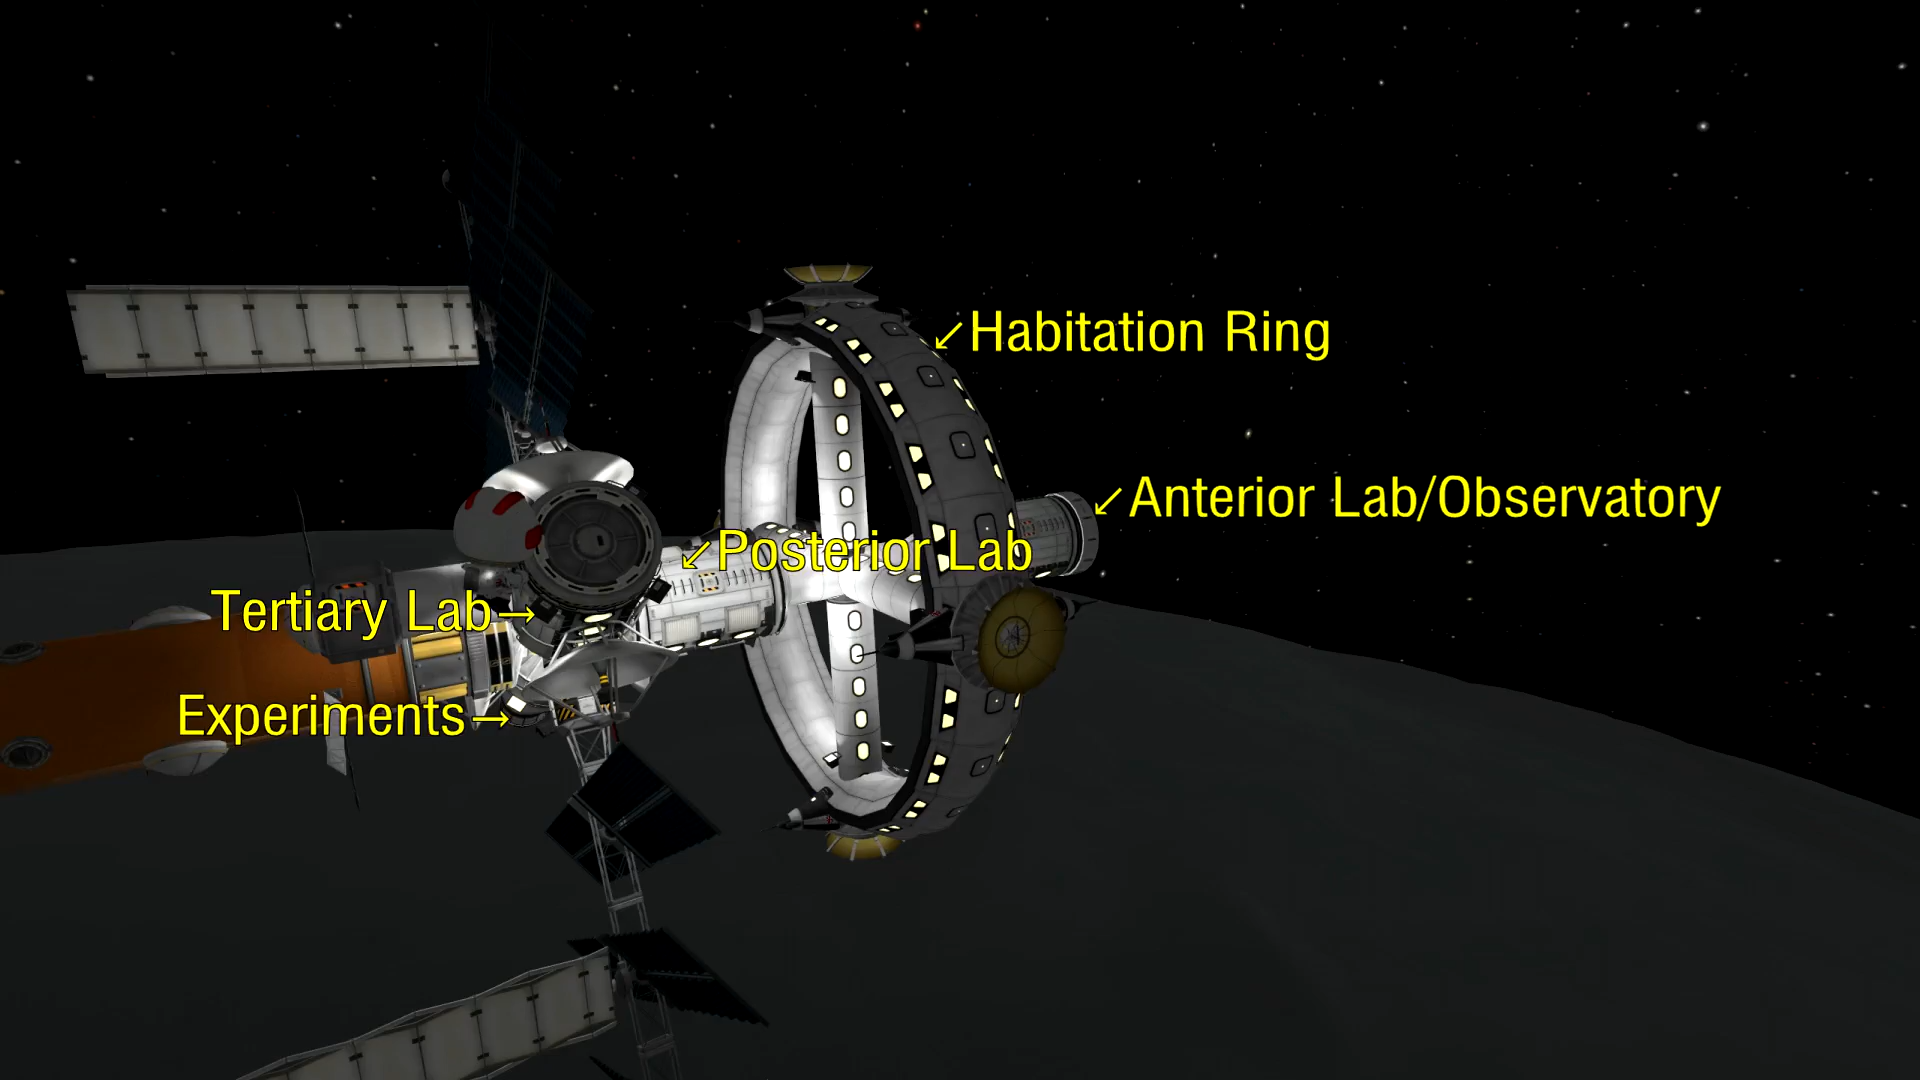 ↙Habitation Ring
↙Anterior Lab/Observatory
↙Posterior Lab
Tertiary Lab→
Experiments→